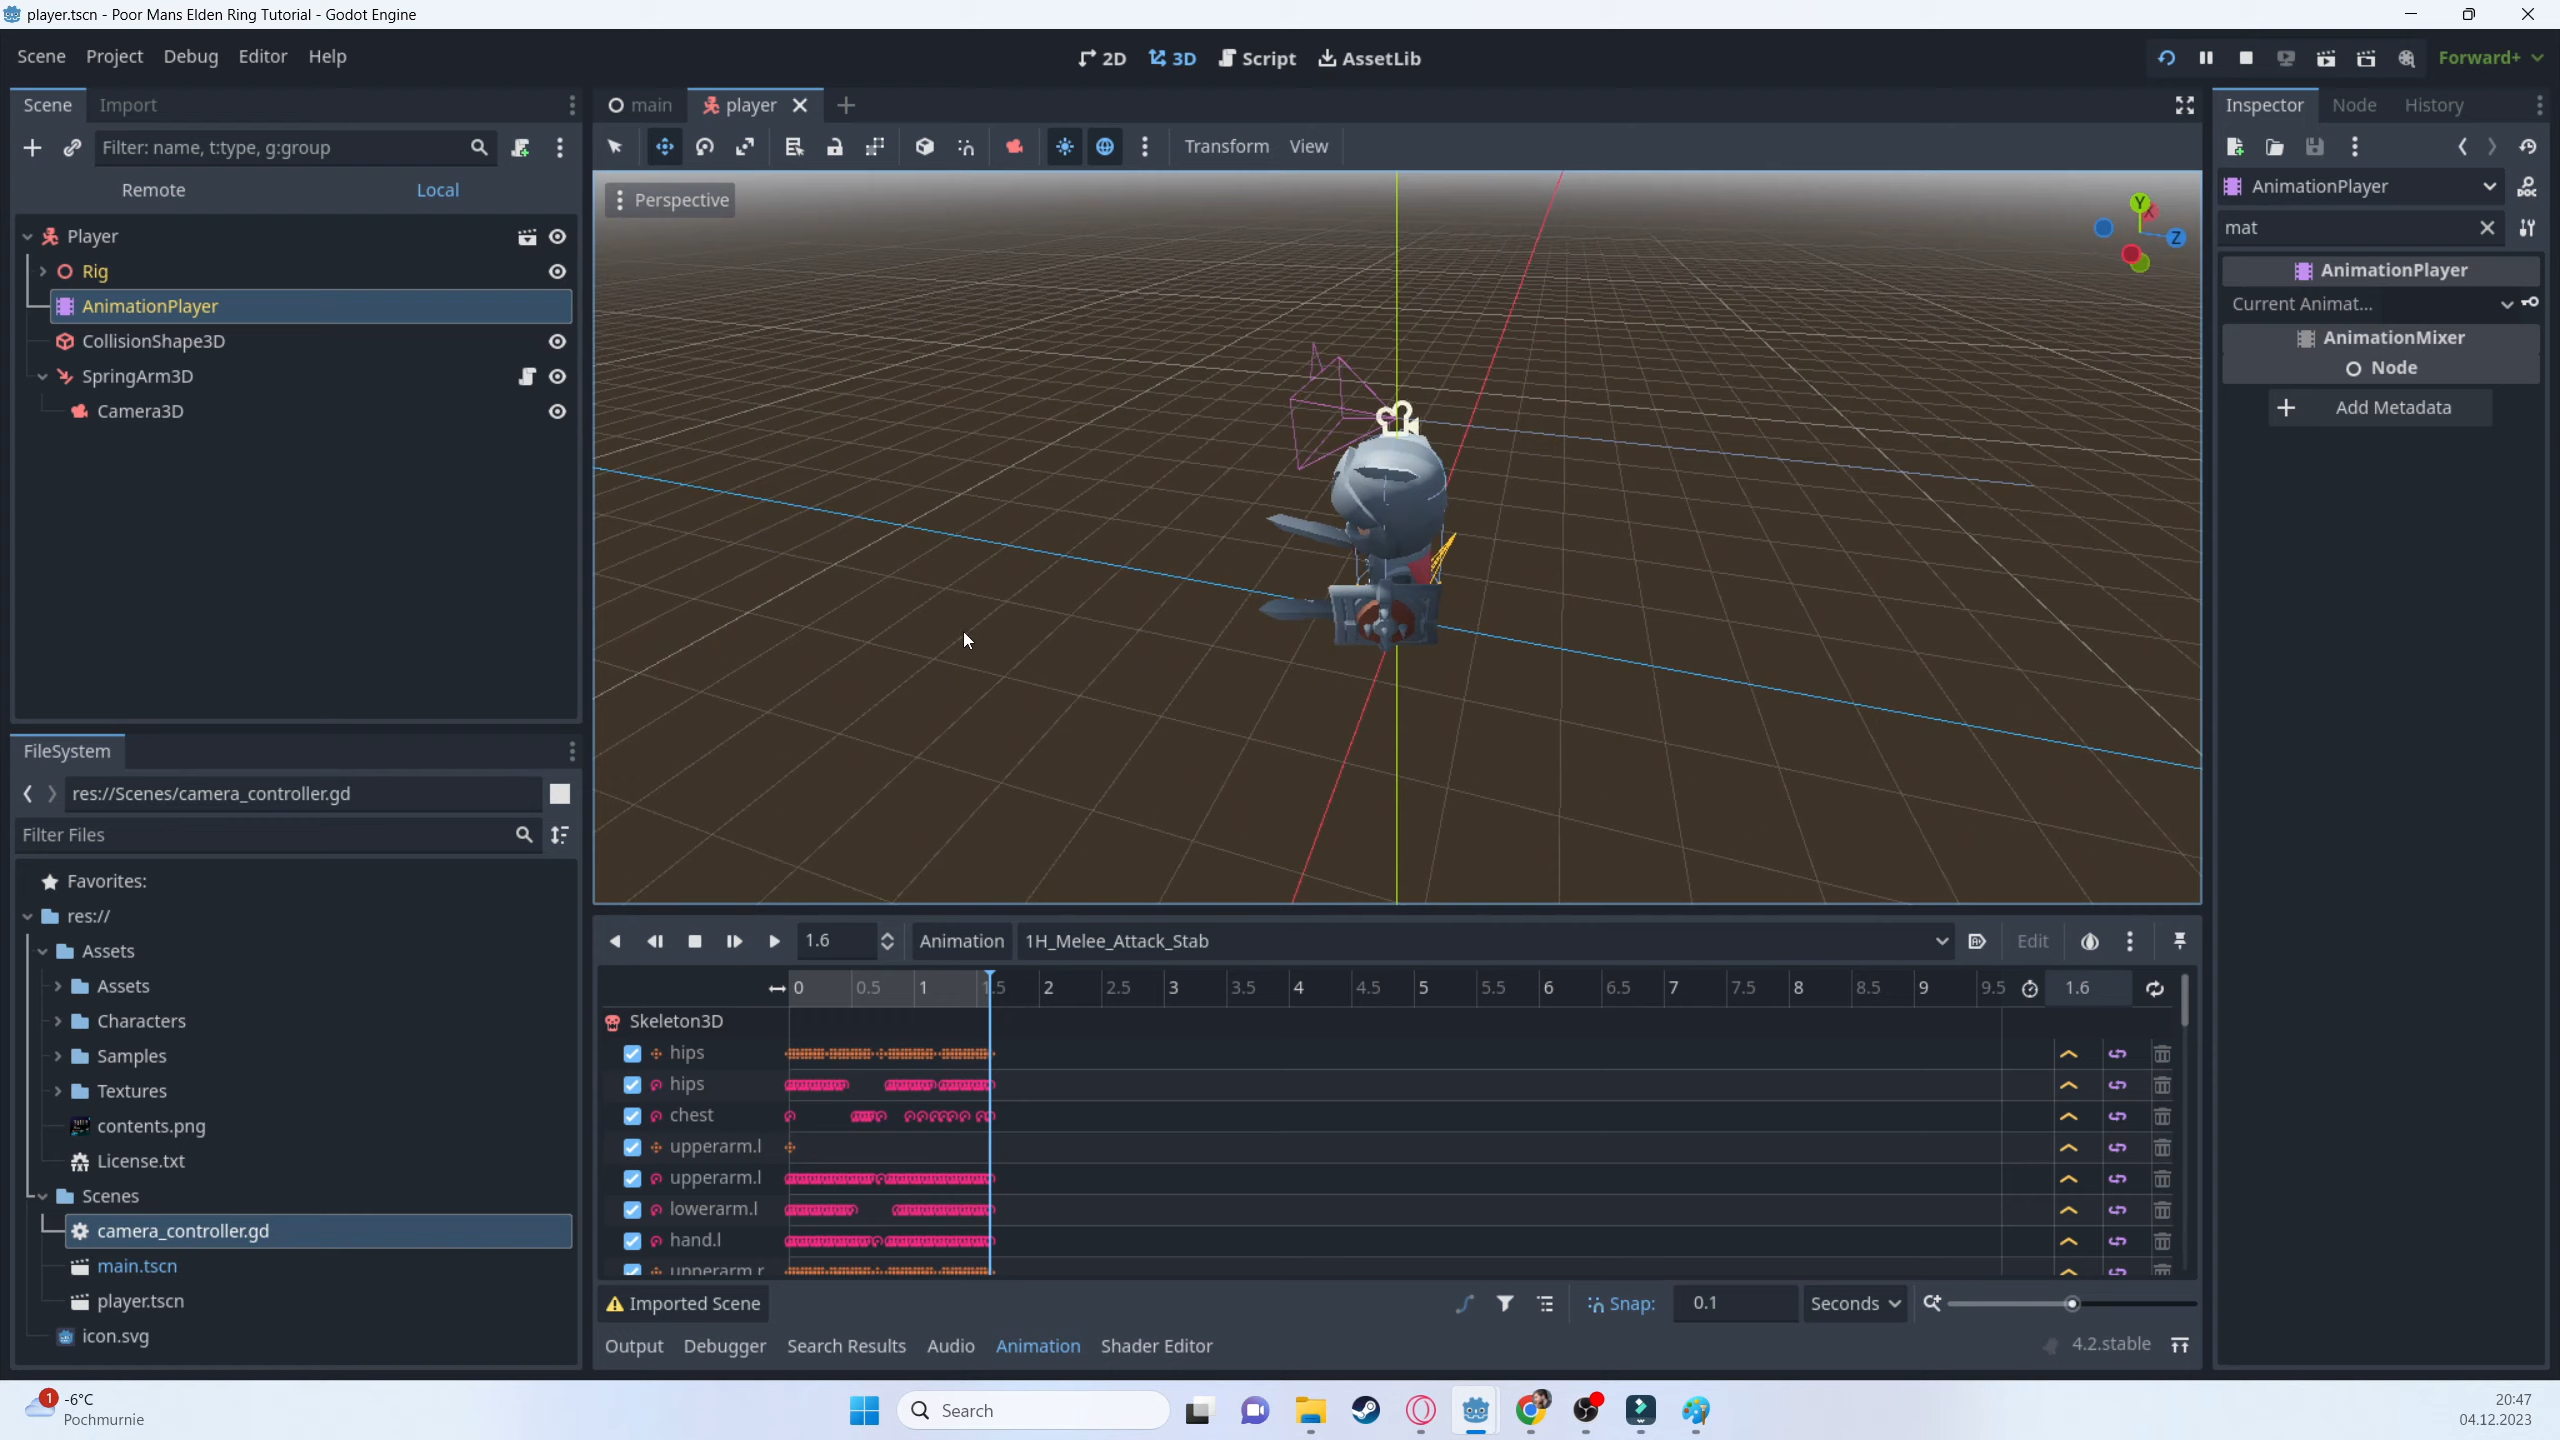 player.tscn - Poor Mans Elden Ring Tutorial - Godot Engine
Scene Project Debug Editor Help
2D 3D Script AssetLib
Forward+
Scene Import
Filter: name, t:type, g:group
Remote Local
Player
Rig
AnimationPlayer
CollisionShape3D
SpringArm3D
Camera3D
FileSystem
res://Scenes/camera_controller.gd
Filter Files
Favorites:
res://
Assets
Assets
Characters
Samples
Textures
contents.png
License.txt
Scenes
camera_controller.gd
main.tscn
player.tscn
icon.svg
main player
Transform View
Perspective
Y
X
Z
1.6 Animation 1H_Melee_Attack_Stab Edit
0 0.5 1 1.5 2 2.5 3 3.5 4 4.5 5 5.5 6 6.5 7 7.5 8 8.5 9 9.5 1.6
Skeleton3D
hips
hips
chest
upperarm.l
upperarm.l
lowerarm.l
hand.l
upperarm.r
Imported Scene Snap: 0.1 Seconds
Output Debugger Search Results Audio Animation Shader Editor 4.2.stable
Inspector Node History
AnimationPlayer
mat
AnimationPlayer
Current Animat...
AnimationMixer
Node
Add Metadata
1
-6°C
Pochmurnie
Search
20:47
04.12.2023